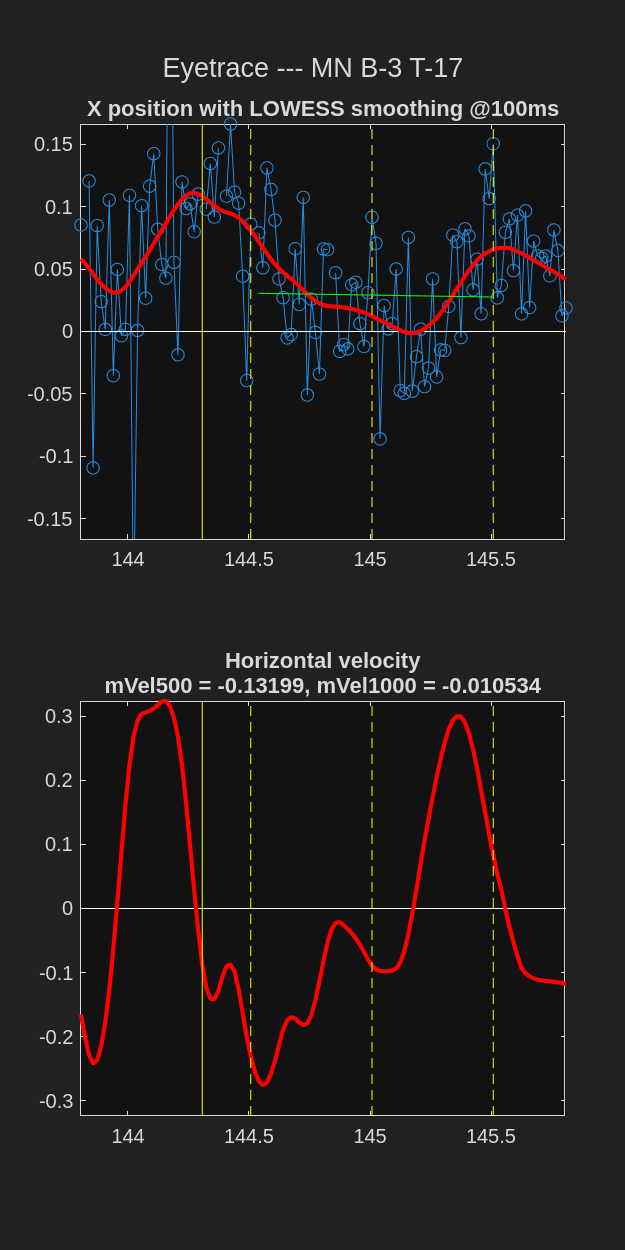 Eyetrace --- MN B-3 T-17
X position with LOWESS smoothing @100ms
0.15
0.1
0.05
0
-0.05
-0.1
-0.15
144 144.5 145 145.5
Horizontal velocity
mVel500 = -0.13199, mVel1000 = -0.010534
0.3
0.2
0.1
0
-0.1
-0.2
-0.3
144 144.5 145 145.5